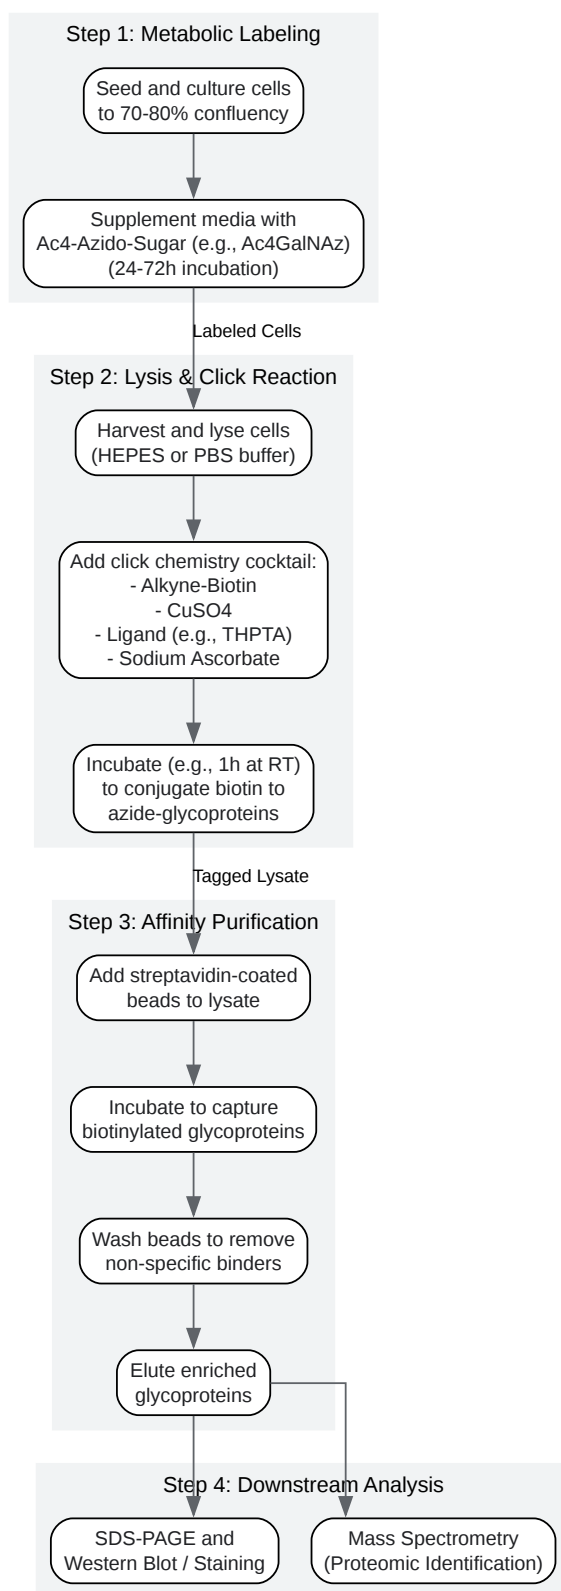 Step 1: Metabolic Labeling
Seed and culture cells
to 70-80% confluency
Supplement media with
Ac4-Azido-Sugar (e.g., Ac4GalNAz)
(24-72h incubation)
Labeled Cells
Step 2: Lysis & Click Reaction
Harvest and lyse cells
(HEPES or PBS buffer)
Add click chemistry cocktail:
- Alkyne-Biotin
- CuSO4
- Ligand (e.g., THPTA)
- Sodium Ascorbate
Incubate (e.g., 1h at RT)
to conjugate biotin to
azide-glycoproteins
Tagged Lysate
Step 3: Affinity Purification
Add streptavidin-coated
beads to lysate
Incubate to capture
biotinylated glycoproteins
Wash beads to remove
non-specific binders
Elute enriched
glycoproteins
Step 4: Downstream Analysis
SDS-PAGE and
Western Blot / Staining
Mass Spectrometry
(Proteomic Identification)